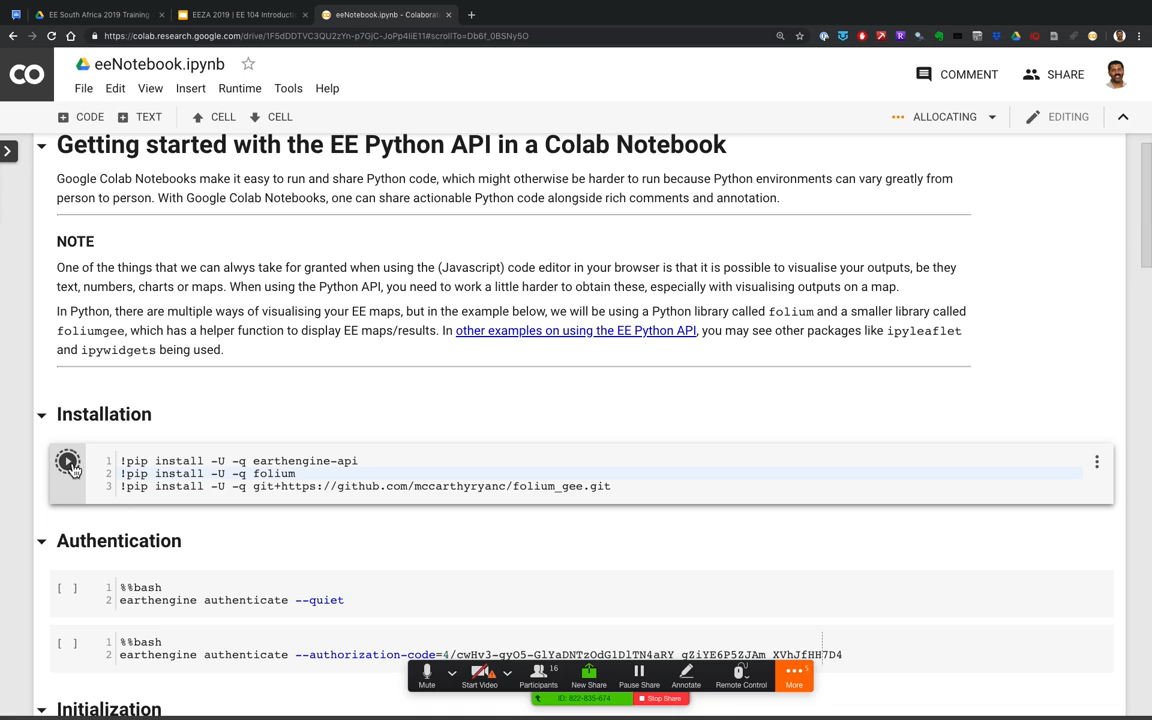 EE South Africa 2019 Training
EEZA 2019 | EE 104 Introducti
eeNotebook.ipynb - Colaborat
https://colab.research.google.com/drive/1F5dDDTVC3QU2zYn-p7GjC-JoPp4IiE11#scrollTo=Db6f_0BSNy5O
CO
eeNotebook.ipynb
COMMENT
SHARE
File Edit View Insert Runtime Tools Help
CODE TEXT CELL CELL
ALLOCATING
EDITING
Getting started with the EE Python API in a Colab Notebook
Google Colab Notebooks make it easy to run and share Python code, which might otherwise be harder to run because Python environments can vary greatly from
person to person. With Google Colab Notebooks, one can share actionable Python code alongside rich comments and annotation.
NOTE
One of the things that we can alwys take for granted when using the (Javascript) code editor in your browser is that it is possible to visualise your outputs, be they
text, numbers, charts or maps. When using the Python API, you need to work a little harder to obtain these, especially with visualising outputs on a map.
In Python, there are multiple ways of visualising your EE maps, but in the example below, we will be using a Python library called folium and a smaller library called
foliumgee, which has a helper function to display EE maps/results. In other examples on using the EE Python API, you may see other packages like ipyleaflet
and ipywidgets being used.
Installation
1 !pip install -U -q earthengine-api
2 !pip install -U -q folium
3 !pip install -U -q git+https://github.com/mccarthyryanc/folium_gee.git
Authentication
[ ] 1 %%bash
2 earthengine authenticate --quiet
[ ] 1 %%bash
2 earthengine authenticate --authorization-code=4/cwHv3-gyO5-GlYaDNTzOdG1DlTN4aRY_gZiYE6P5ZJAm_XVhJfHH7D4
Mute
Start Video
16
Participants
New Share
Pause Share
Annotate
Remote Control
5
More
ID: 822-835-674
Stop Share
Initialization